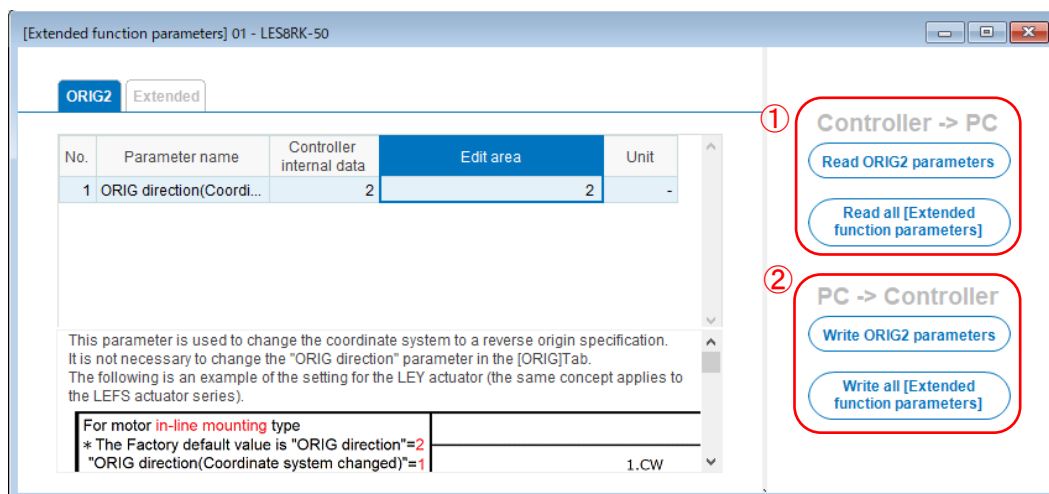 [Extended function parameters] 01 - LES8RK-50
ORIG2 Extended
No. Parameter name Controller internal data Edit area Unit
1 ORIG direction(Coordi... 2 2 -
This parameter is used to change the coordinate system to a reverse origin specification.
It is not necessary to change the "ORIG direction" parameter in the [ORIG]Tab.
The following is an example of the setting for the LEY actuator (the same concept applies to
the LEFS actuator series).
For motor in-line mounting type
* The Factory default value is "ORIG direction"=2
"ORIG direction(Coordinate system changed)"=1
1.CW
①
Controller -> PC
Read ORIG2 parameters
Read all [Extended
function parameters]
②
PC -> Controller
Write ORIG2 parameters
Write all [Extended
function parameters]